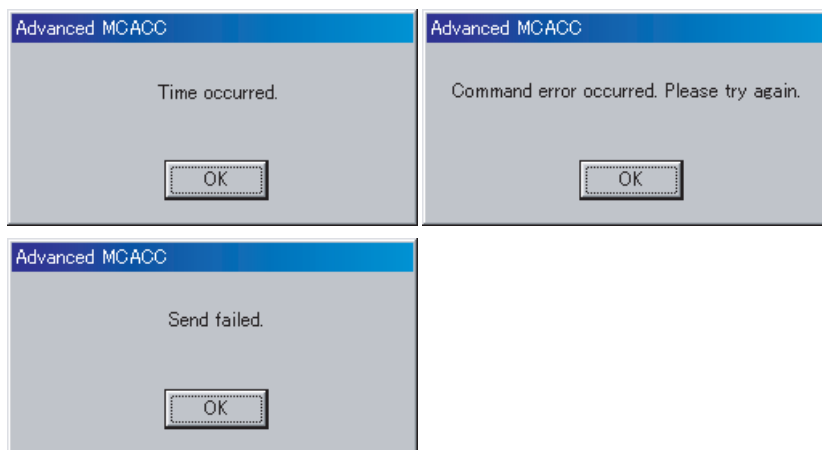 Advanced MCACC
Time occurred.
OK
Advanced MCACC
Command error occurred. Please try again.
OK
Advanced MCACC
Send failed.
OK